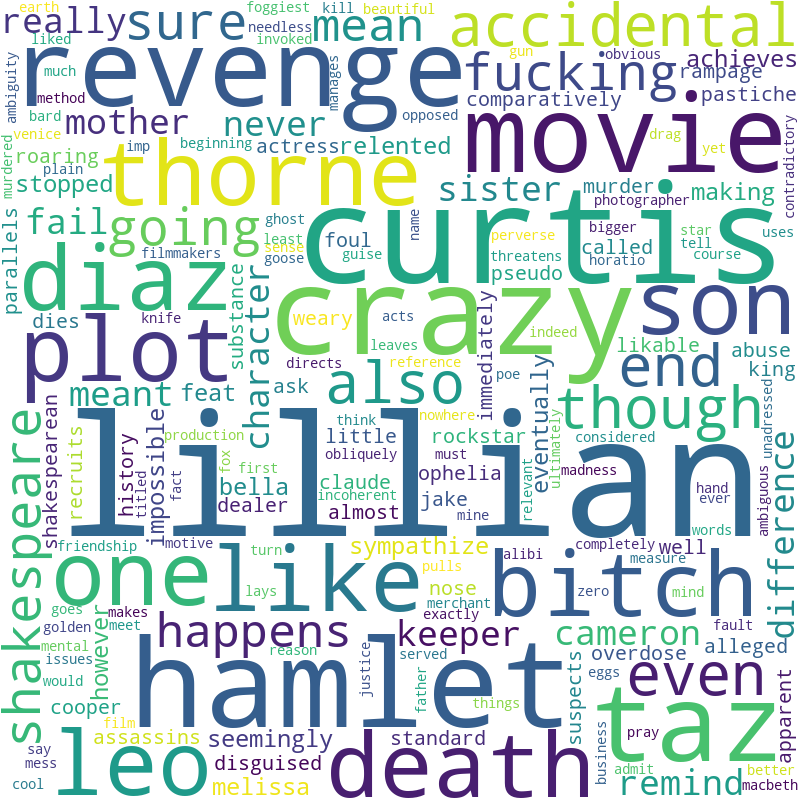 earth
foggiest
kill
beautiful
really
sure
mean
accidental
liked
needless
invoked
gun
obvious
ambiguity
much
revenge
manages
fucking
achieves
method
rampage
bard
mother
never
opposed
comparatively
pastiche
venice
movie
drag
yet
contradictory
murdered
roaring
beginning
actress
relented
imp
plain
thorne
stopped
sister
murder
making
photographer
parallels
fail
going
ghost
name
curtis
bigger
star
uses
least
foul
perverse
called
tell
sense
filmmakers
goose
guise
threatens
horatio
course
diaz
substance
character
pseudo
crazy
son
dies
knife
weary
acts
immediately
indeed
likable
abuse
plot
directs
leaves
reference
poe
end
king
meant
feat
ask
also
nowhere
eventually
though
unadressed
shakespeare
shakespearean
recruits
history
titled
impossible
production
think
little
must
rockstar
considered
difference
lillian
fox
first
obliquely
ophelia
relevant
ultimately
madness
ambiguous
hand
ever
fact
bella
claude
incoherent
jake
mine
dealer
almost
words
friendship
motive
turn
sympathize
alibi
completely
well
one
like
pulls
measure
lays
nose
merchant
bitch
zero
mind
goes
makes
exactly
golden
meet
happens
keeper
cameron
fault
however
mental
reason
justice
served
suspects
overdose
alleged
issues
hamlet
father
things
eggs
even
apparent
would
cooper
film
assassins
seemingly
standard
business
taz
pray
say
leo
disguised
death
admit
better
mess
cool
melissa
remind
macbeth